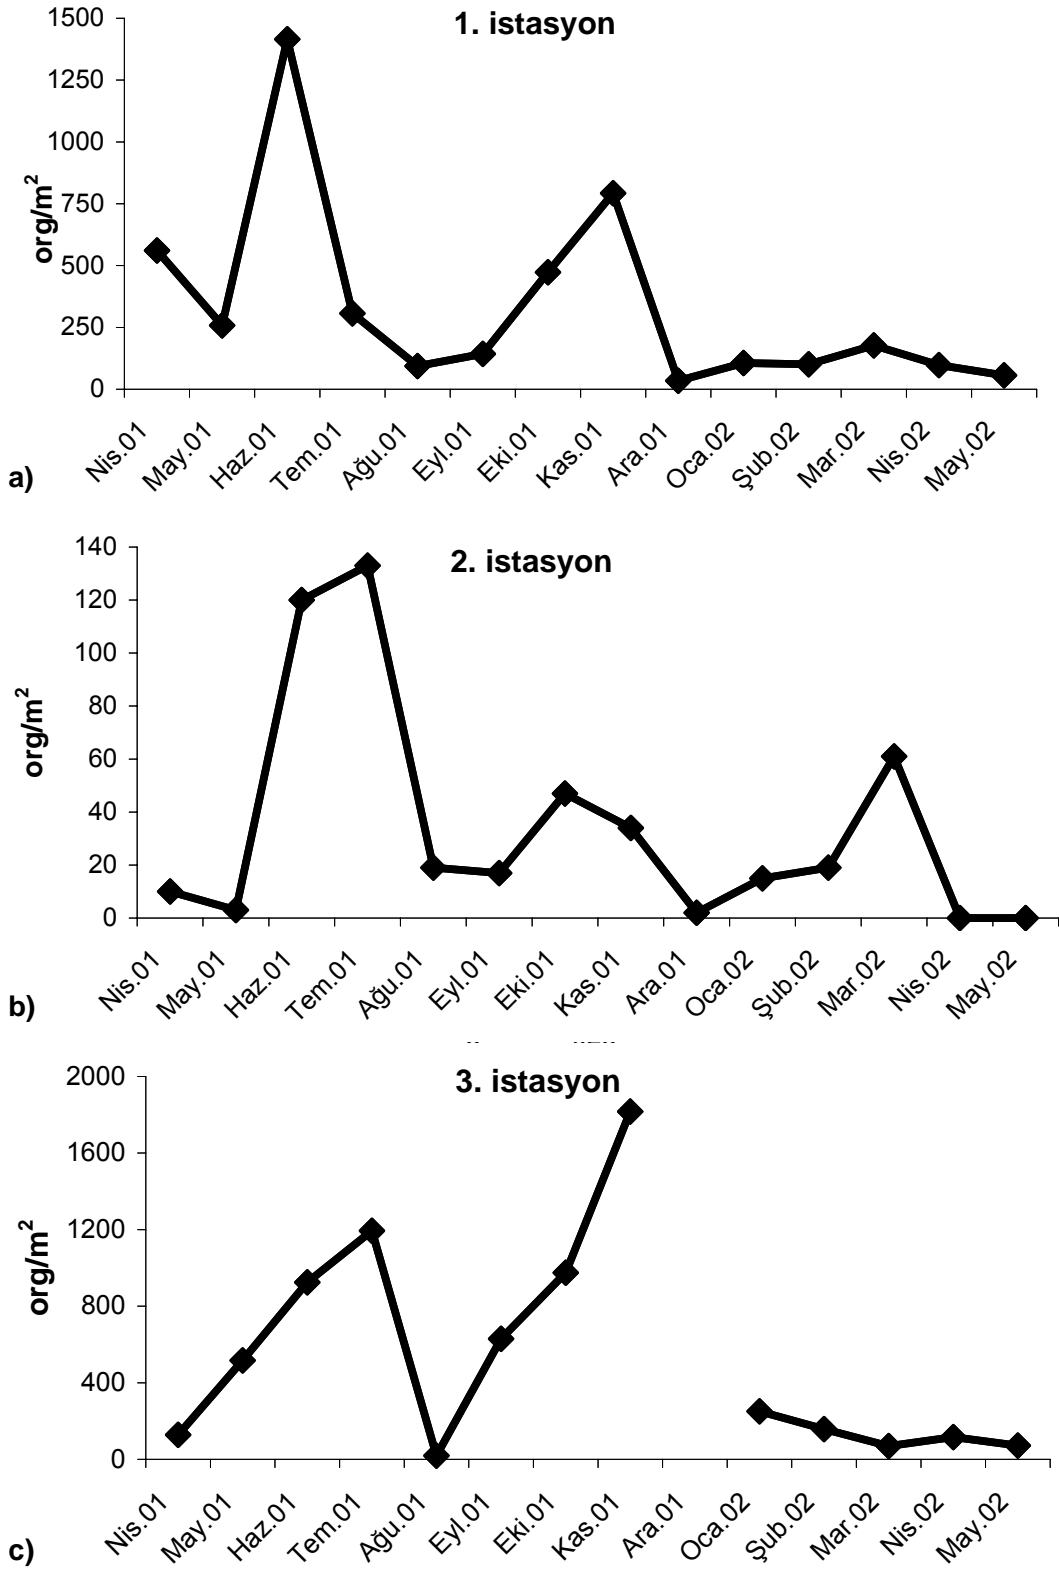 1. istasyon
1500
1250
1000
750
500
250
0
org/m²
Nis.01 May.01 Haz.01 Tem.01 Ağu.01 Eyl.01 Eki.01 Kas.01 Ara.01 Oca.02 Şub.02 Mar.02 Nis.02 May.02
a)
2. istasyon
140
120
100
80
60
40
20
0
org/m²
Nis.01 May.01 Haz.01 Tem.01 Ağu.01 Eyl.01 Eki.01 Kas.01 Ara.01 Oca.02 Şub.02 Mar.02 Nis.02 May.02
b)
3. istasyon
2000
1600
1200
800
400
0
org/m²
Nis.01 May.01 Haz.01 Tem.01 Ağu.01 Eyl.01 Eki.01 Kas.01 Ara.01 Oca.02 Şub.02 Mar.02 Nis.02 May.02
c)